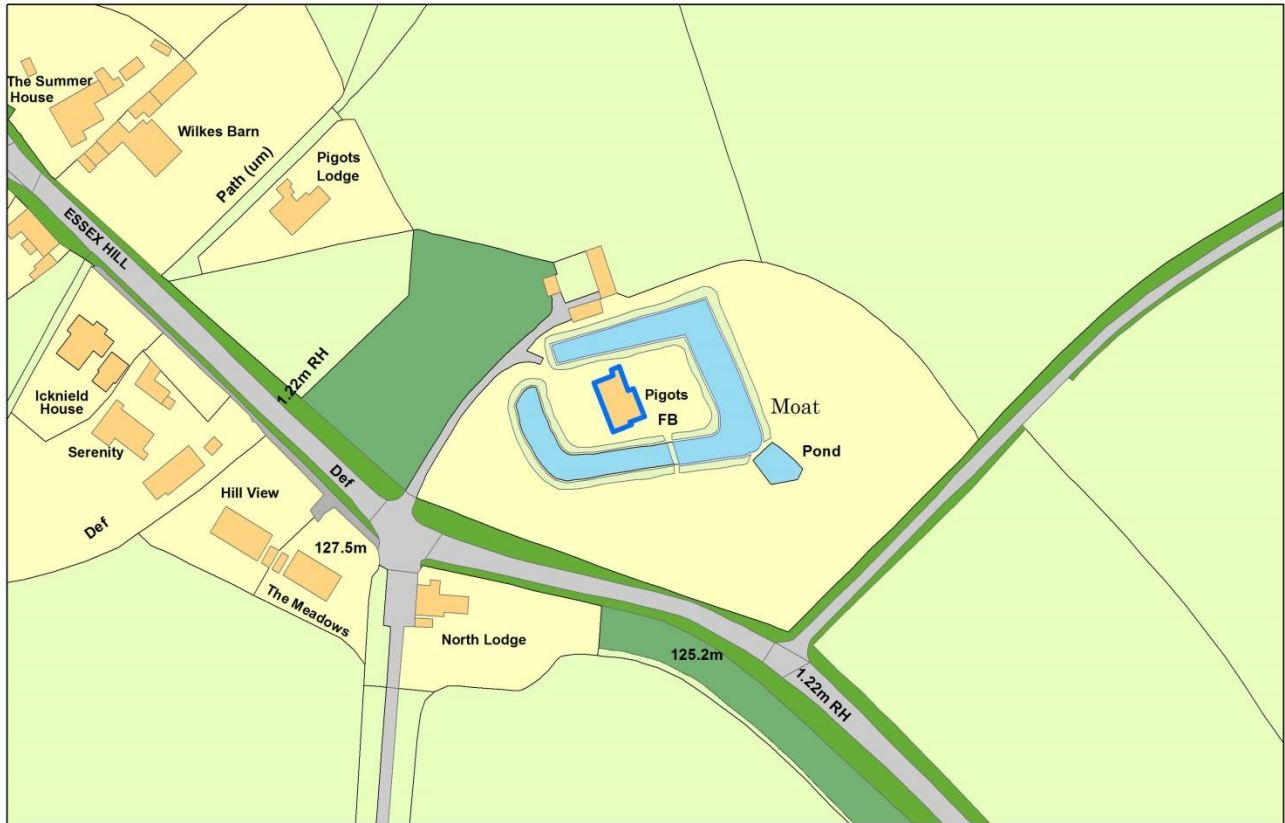 The Summer
House
Wilkes Barn
Path (um)
Pigots
Lodge
ESSEX HILL
1.22m RH
Icknield
House
Serenity
Pigots
FB
Moat
Pond
Def
Hill View
Def
127.5m
The Meadows
North Lodge
125.2m
1.22m RH